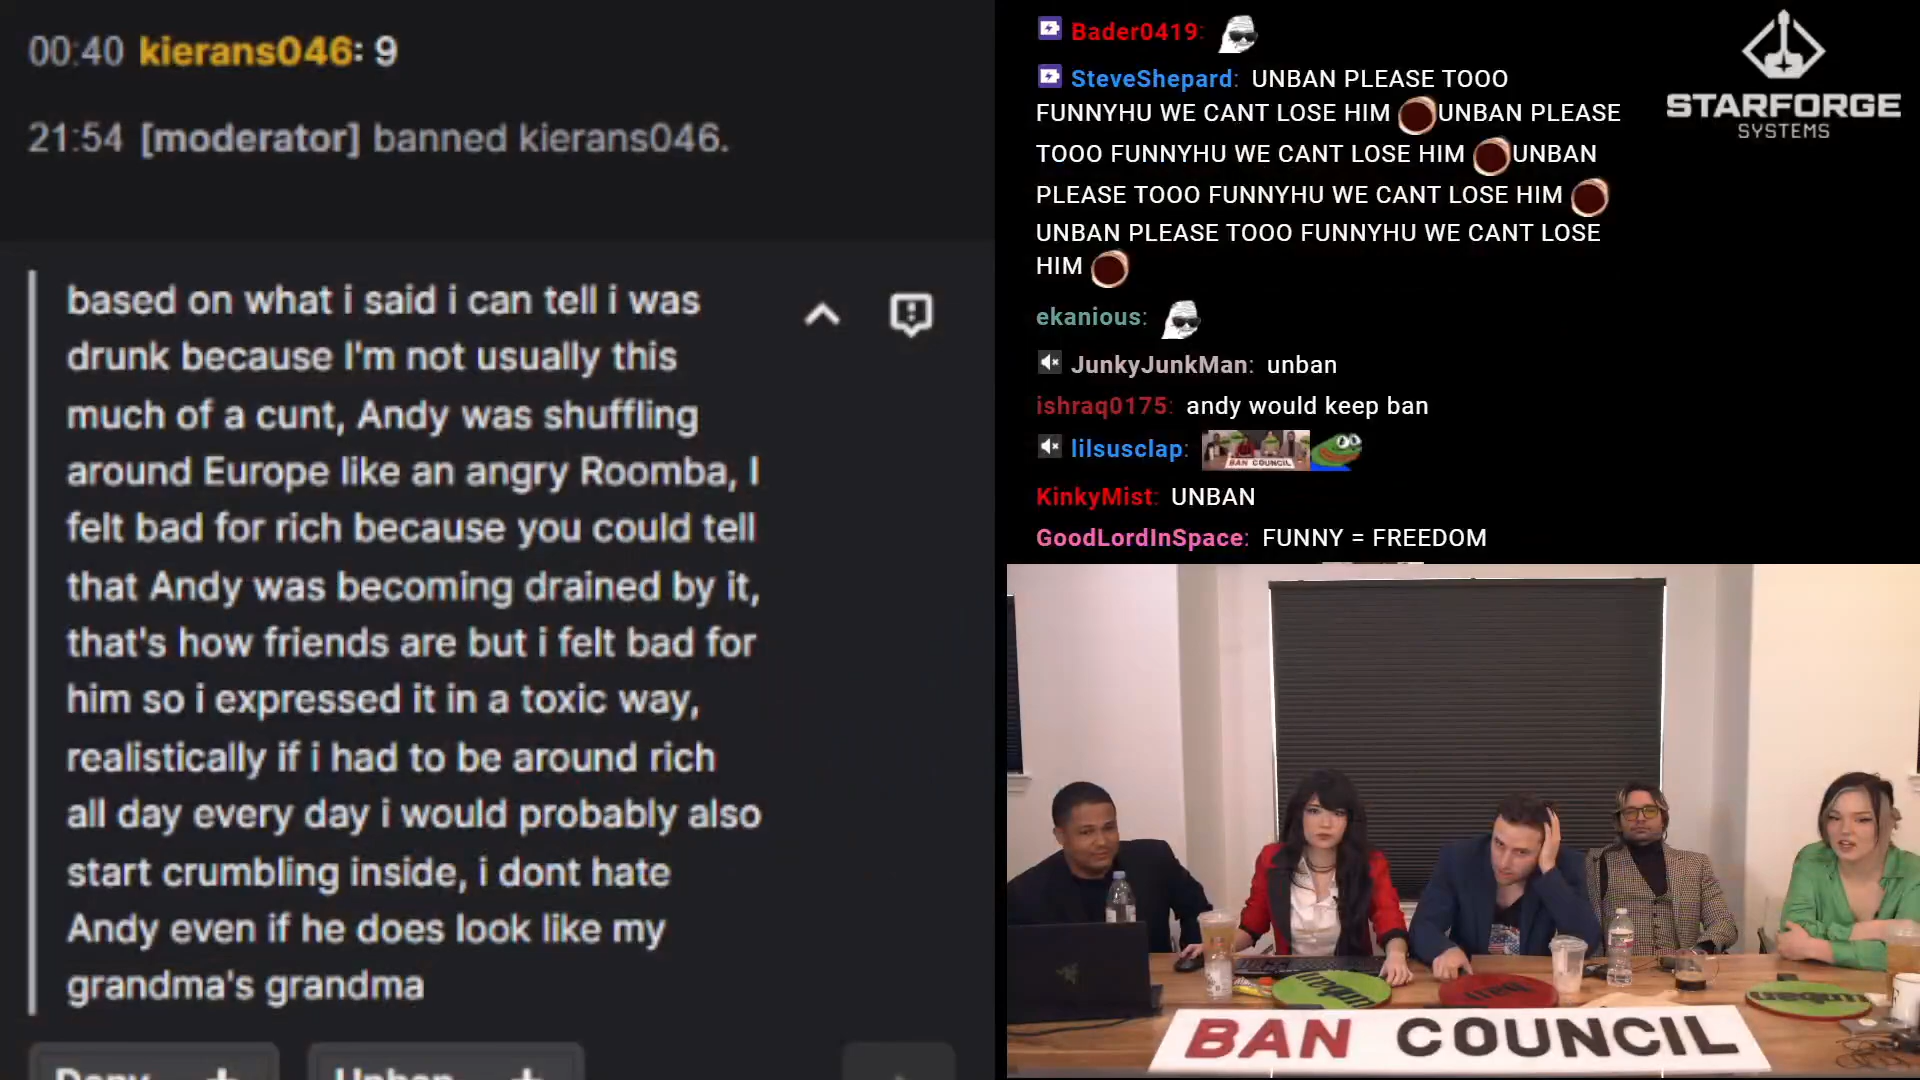 00:40 kierans046: 9
21:54 [moderator] banned kierans046.
based on what i said i can tell i was
drunk because I'm not usually this
much of a cunt, Andy was shuffling
around Europe like an angry Roomba, I
felt bad for rich because you could tell
that Andy was becoming drained by it,
that's how friends are but i felt bad for
him so i expressed it in a toxic way,
realistically if i had to be around rich
all day every day i would probably also
start crumbling inside, i dont hate
Andy even if he does look like my
grandma's grandma
Deny +
Unban +
Bader0419:
SteveShepard: UNBAN PLEASE TOOO
FUNNYHU WE CANT LOSE HIM UNBAN PLEASE
TOOO FUNNYHU WE CANT LOSE HIM UNBAN
PLEASE TOOO FUNNYHU WE CANT LOSE HIM
UNBAN PLEASE TOOO FUNNYHU WE CANT LOSE
HIM
ekanious:
JunkyJunkMan: unban
ishraq0175: andy would keep ban
lilsusclap: BAN COUNCIL
KinkyMist: UNBAN
GoodLordInSpace: FUNNY = FREEDOM
STARFORGE
SYSTEMS
unban
ban
unban
BAN COUNCIL